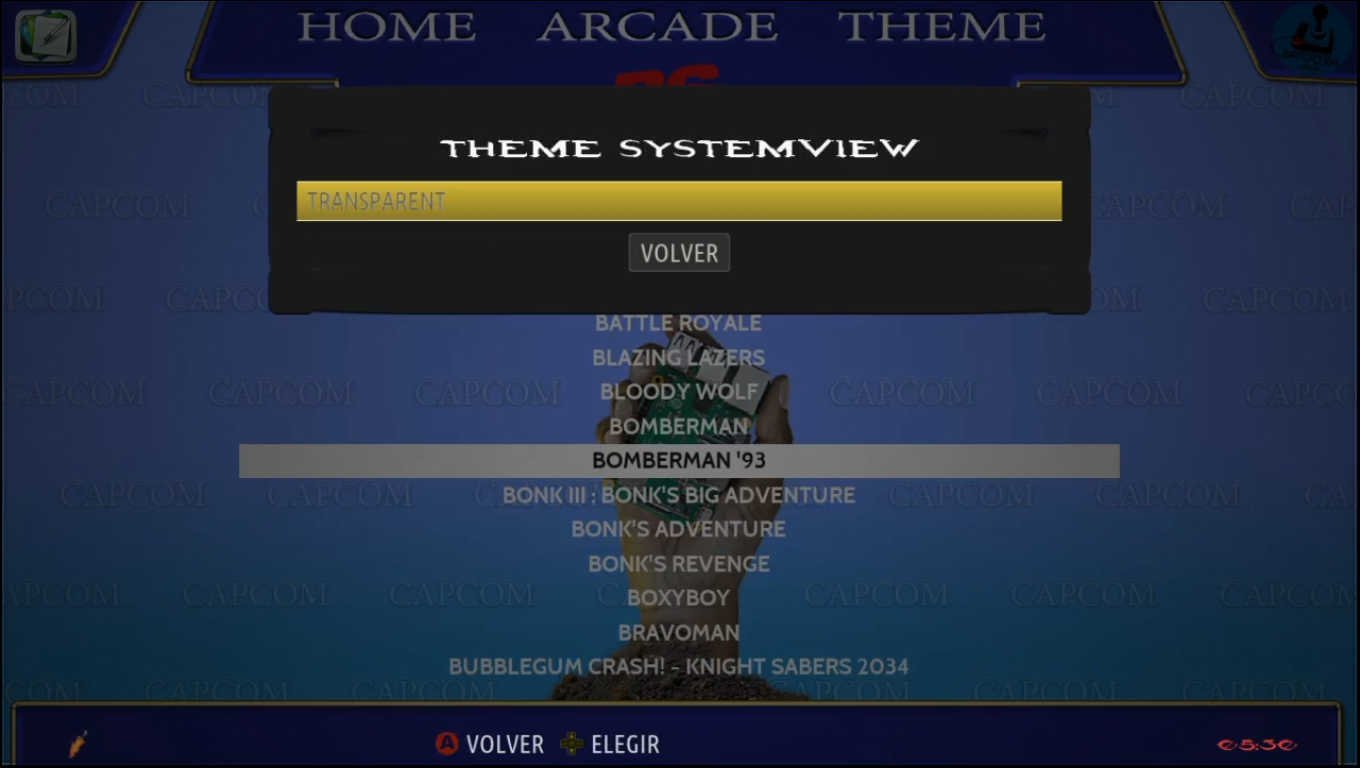 HOME ARCADE THEME
CAPCOM
THEME SYSTEMVIEW
TRANSPARENT
VOLVER
BATTLE ROYALE
BLAZING LAZERS
BLOODY WOLF
BOMBERMAN
BOMBERMAN '93
BONK III : BONK'S BIG ADVENTURE
BONK'S ADVENTURE
BONK'S REVENGE
BOXYBOY
BRAVOMAN
BUBBLEGUM CRASH! - KNIGHT SABERS 2034
A VOLVER ELEGIR